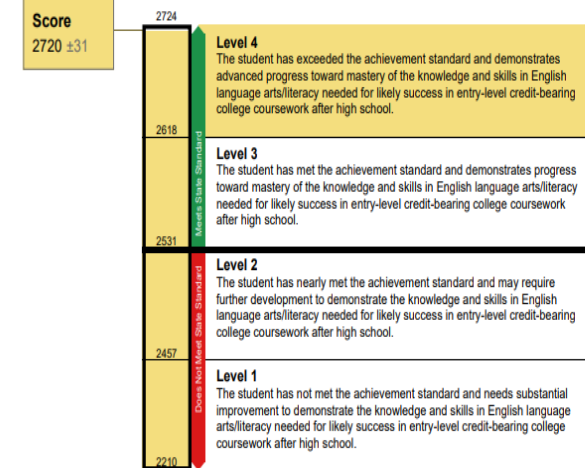 Score
2720 ±31
2724
Level 4
The student has exceeded the achievement standard and demonstrates
advanced progress toward mastery of the knowledge and skills in English
language arts/literacy needed for likely success in entry-level credit-bearing
college coursework after high school.
2618
Meets State Standard
Level 3
The student has met the achievement standard and demonstrates progress
toward mastery of the knowledge and skills in English language arts/literacy
needed for likely success in entry-level credit-bearing college coursework
after high school.
2531
Level 2
The student has nearly met the achievement standard and may require
further development to demonstrate the knowledge and skills in English
language arts/literacy needed for likely success in entry-level credit-bearing
college coursework after high school.
Does Not Meet State Standard
2457
Level 1
The student has not met the achievement standard and needs substantial
improvement to demonstrate the knowledge and skills in English language
arts/literacy needed for likely success in entry-level credit-bearing college
coursework after high school.
2210